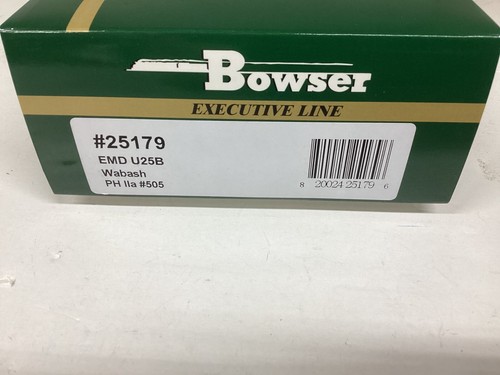 Bowser
EXECUTIVE LINE
#25179
EMD U25B
Wabash
PH IIa #505
8 20024 25179 6